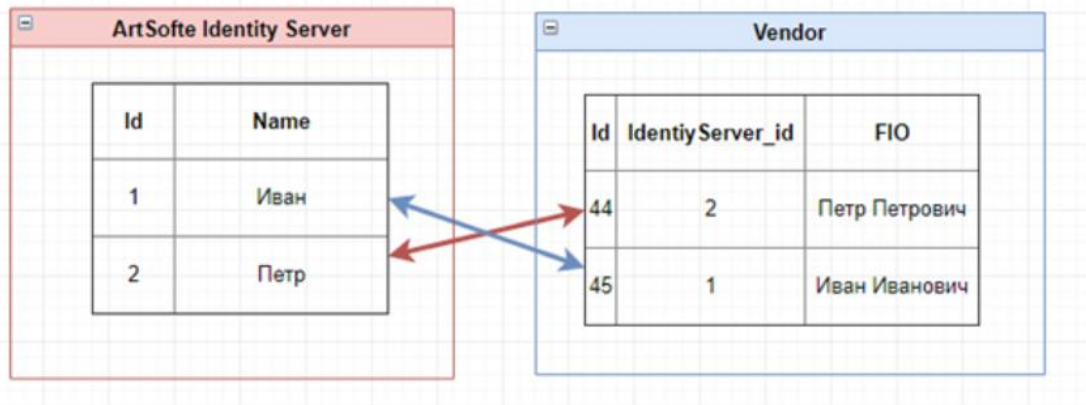 ArtSofte Identity Server
Id Name
1 Иван
2 Петр
Vendor
Id IdentiyServer_id FIO
44 2 Петр Петрович
45 1 Иван Иванович